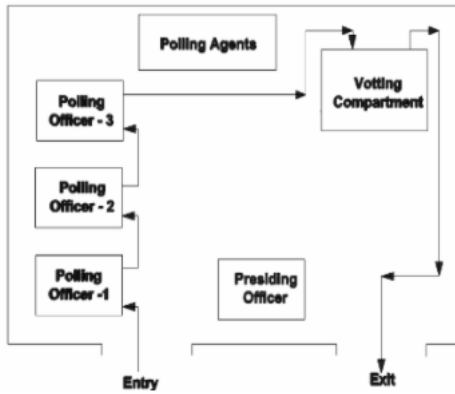 Polling Agents
Votting
Compartment
Polling
Officer - 3
Polling
Officer - 2
Polling
Officer -1
Presiding
Officer
Entry
Exit